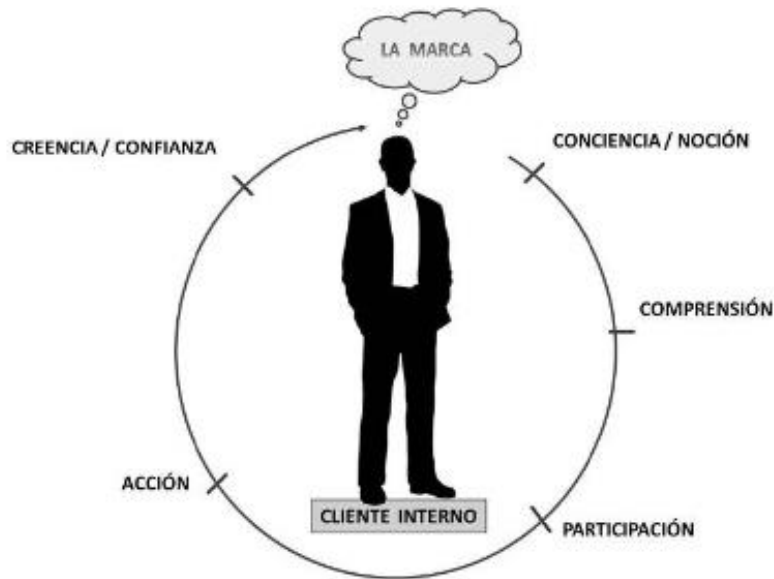 LA MARCA
CREENCIA / CONFIANZA
CONCIENCIA / NOCIÓN
COMPRENSIÓN
ACCIÓN
CLIENTE INTERNO
PARTICIPACIÓN